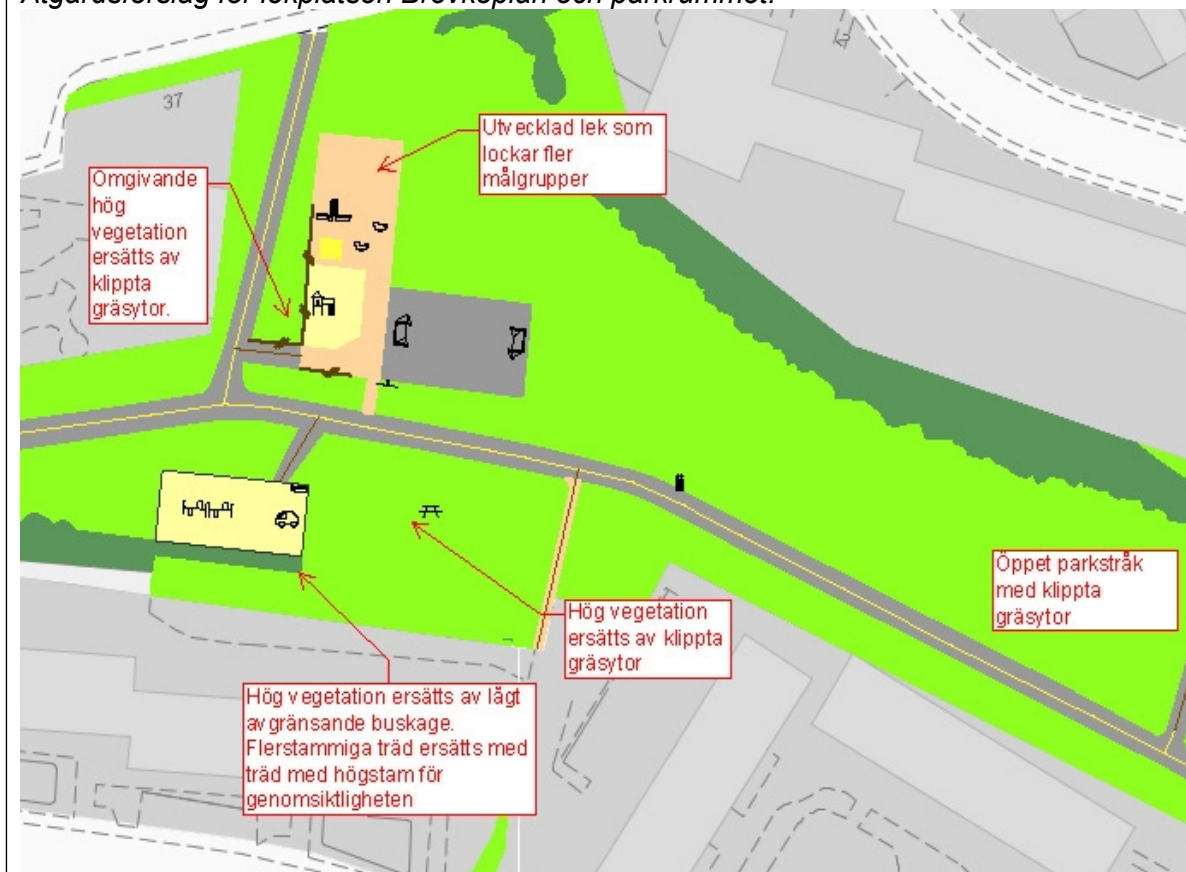 Åtgärdsförslag för lekplatsen Brevköplan och parkrummet.
37
Utvecklad lek som
lockar fler
målgrupper
Omgivande
hög
vegetation
ersätts av
klippta
gräsytor.
Öppet parkstråk
med klippta
gräsytor
Hög vegetation
ersätts av klippta
gräsytor
Hög vegetation ersätts av lågt
avgränsande buskage.
Flerstammiga träd ersätts med
träd med högstam för
genomsiktligheten